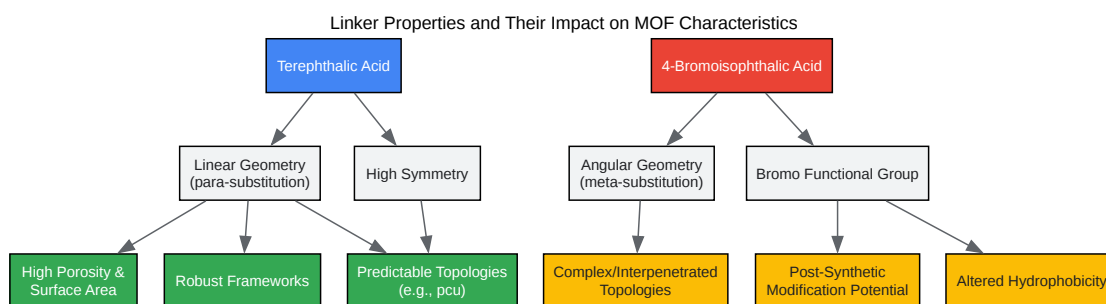 Linker Properties and Their Impact on MOF Characteristics
Terephthalic Acid
4-Bromoisophthalic Acid
Linear Geometry
(para-substitution)
High Symmetry
Angular Geometry
(meta-substitution)
Bromo Functional Group
High Porosity &
Surface Area
Robust Frameworks
Predictable Topologies
(e.g., pcu)
Complex/Interpenetrated
Topologies
Post-Synthetic
Modification Potential
Altered Hydrophobicity